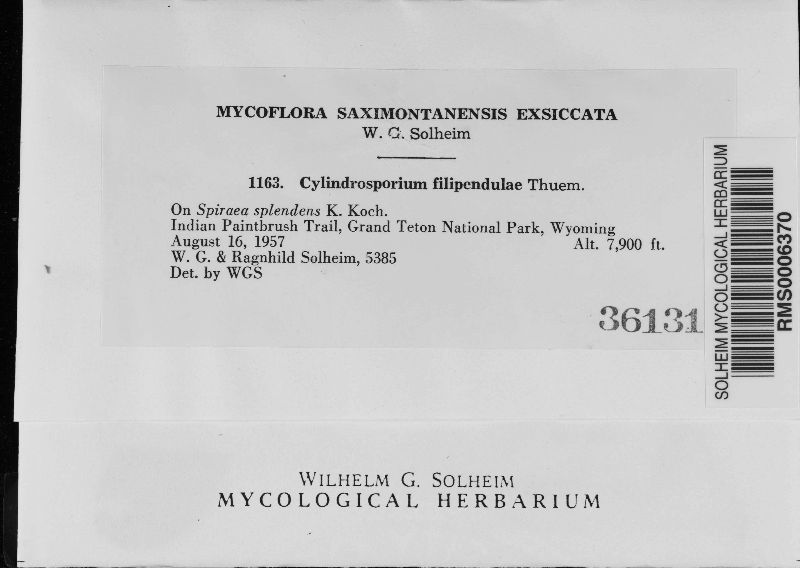 MYCOFLORA SAXIMONTANENSIS EXSICCATA
W. G. Solheim
1163. Cylindrosporium filipendulae Thuem.
On Spiraea splendens K. Koch.
Indian Paintbrush Trail, Grand Teton National Park, Wyoming
August 16, 1957 Alt. 7,900 ft.
W. G. & Ragnhild Solheim, 5385
Det. by WGS
36131
SOLHEIM MYCOLOGICAL HERBARIUM
RMS0006370
WILHELM G. SOLHEIM
MYCOLOGICAL HERBARIUM